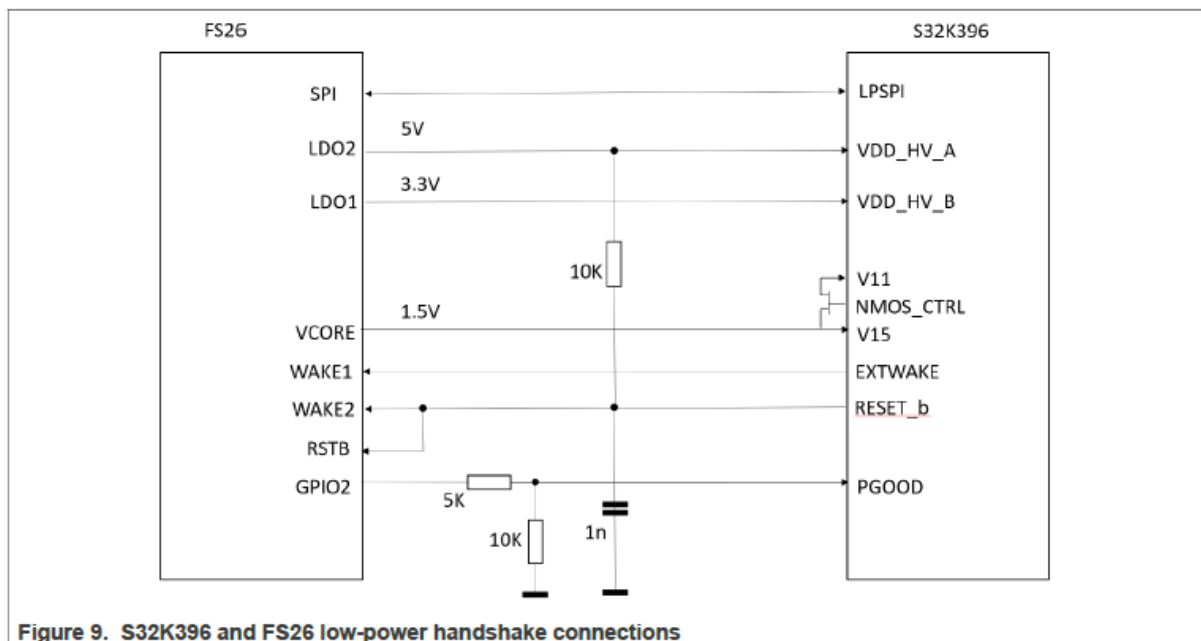 FS26
S32K396
SPI
LPSPI
5V
LDO2
VDD_HV_A
3.3V
LDO1
VDD_HV_B
10K
V11
NMOS_CTRL
1.5V
VCORE
V15
WAKE1
EXTWAKE
WAKE2
RESET_b
RSTB
GPIO2
PGOOD
5K
10K
1n
Figure 9. S32K396 and FS26 low-power handshake connections